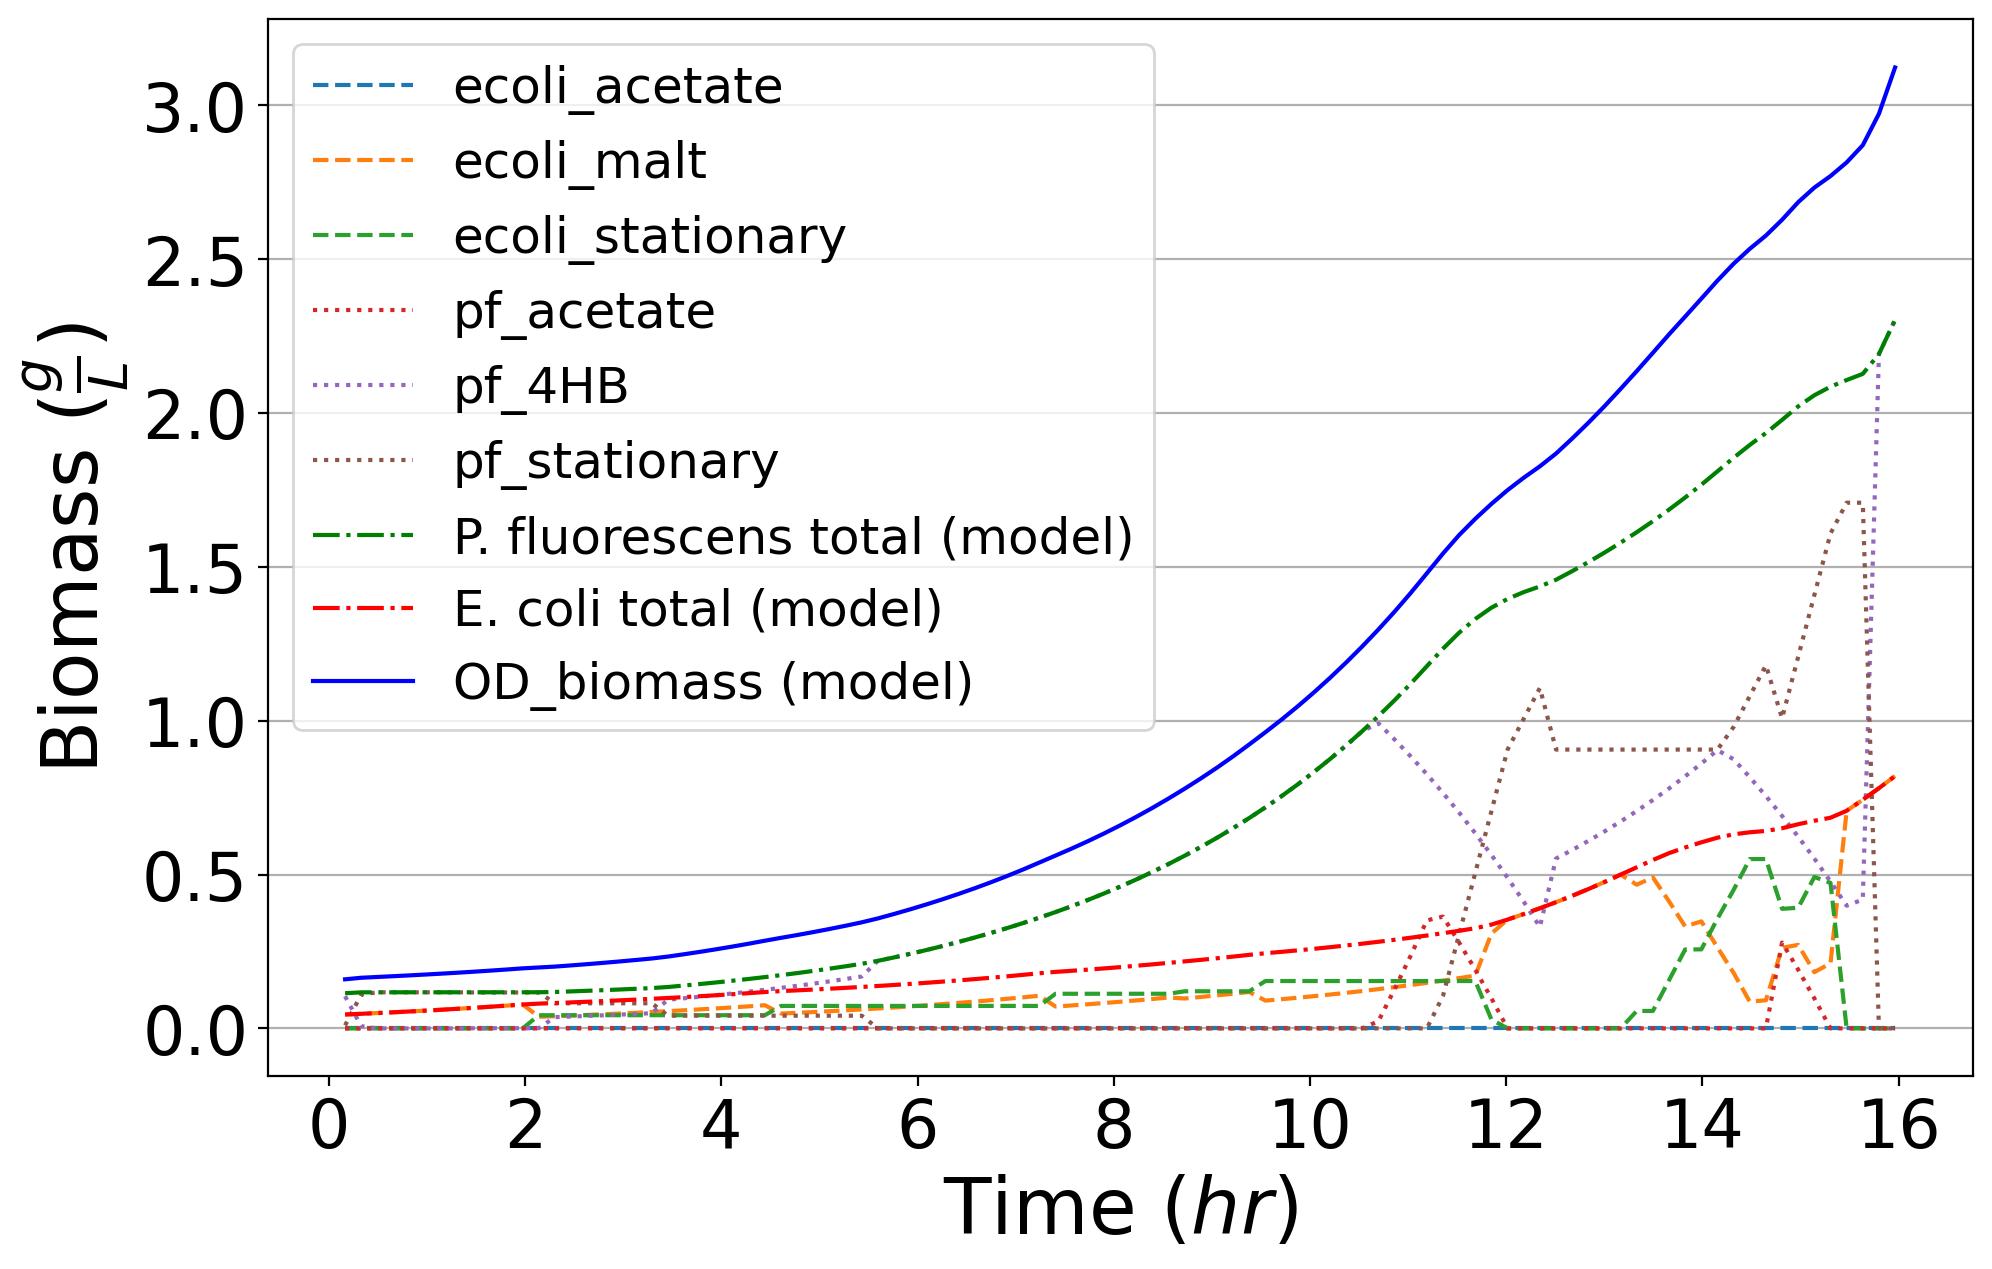 ecoli_acetate
ecoli_malt
ecoli_stationary
pf_acetate
pf_4HB
pf_stationary
P. fluorescens total (model)
E. coli total (model)
OD_biomass (model)
3.0
2.5
2.0
1.5
1.0
0.5
0.0
Biomass (g/L)
0 2 4 6 8 10 12 14 16
Time (hr)